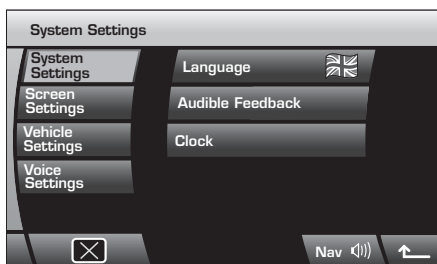 System Settings
System
Settings
Language
Screen
Settings
Audible Feedback
Vehicle
Settings
Clock
Voice
Settings
Nav